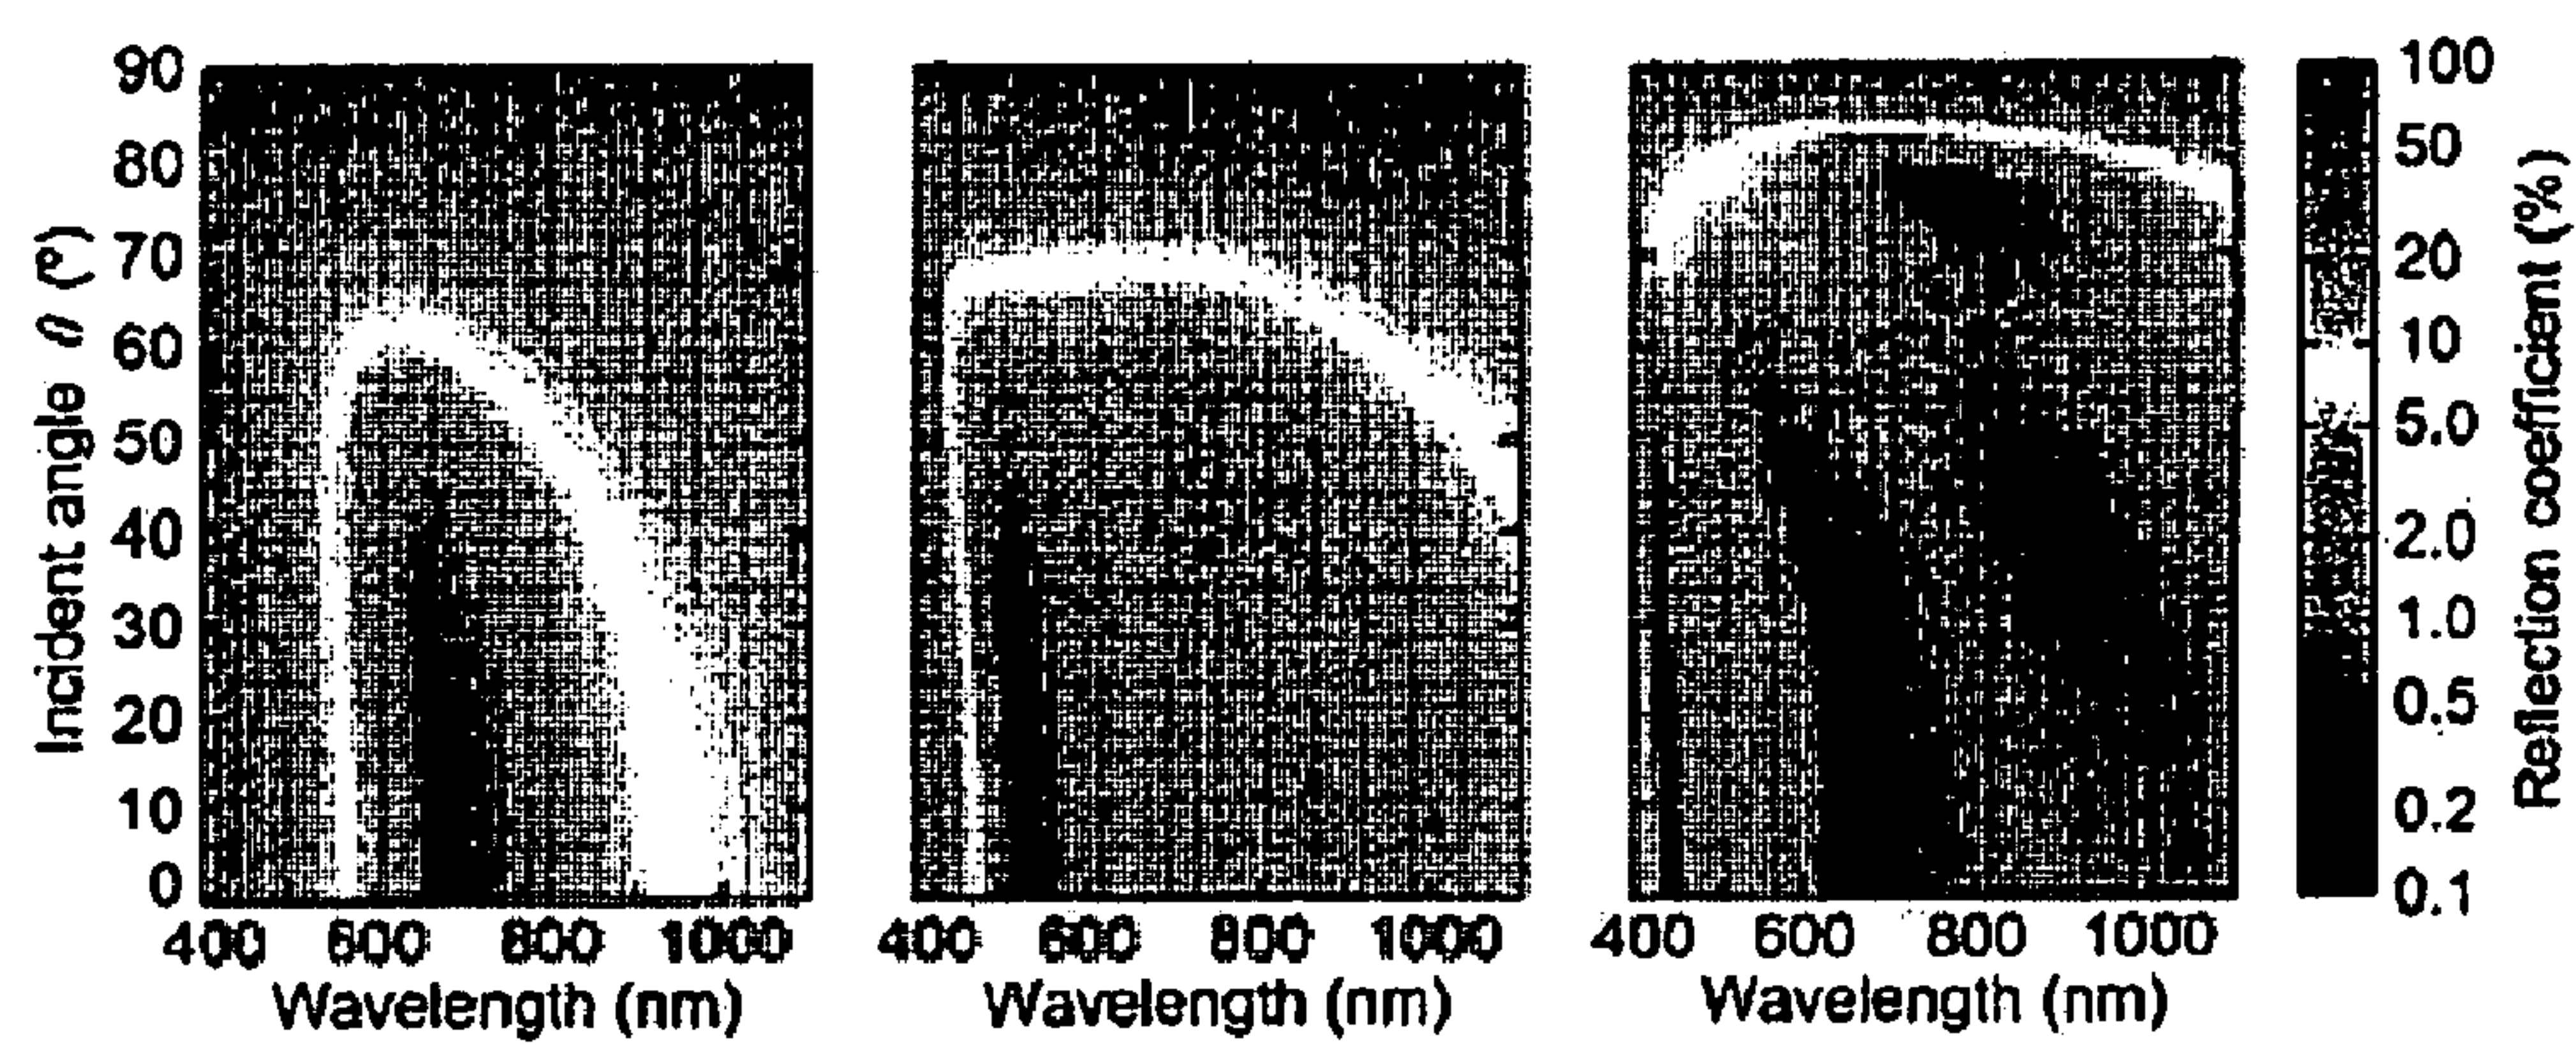 Incident angle θ (°)
90
80
70
60
50
40
30
20
10
0
400 600 800 1000
Wavelength (nm)
400 600 800 1000
Wavelength (nm)
400 600 800 1000
Wavelength (nm)
100
50
20
10
5.0
2.0
1.0
0.5
0.2
0.1
Reflection coefficient (%)